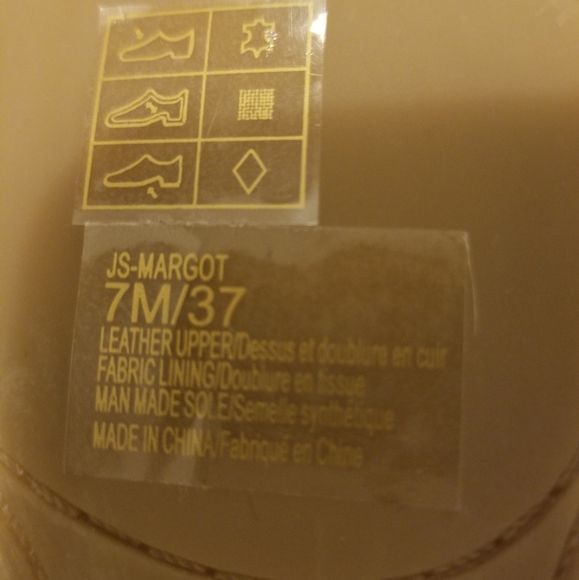 JS-MARGOT
7M/37
LEATHER UPPER/Dessus et doublure en cuir
FABRIC LINING/Doublure en tissue
MAN MADE SOLE/Semelle synthétique
MADE IN CHINA/Fabriqué en Chine